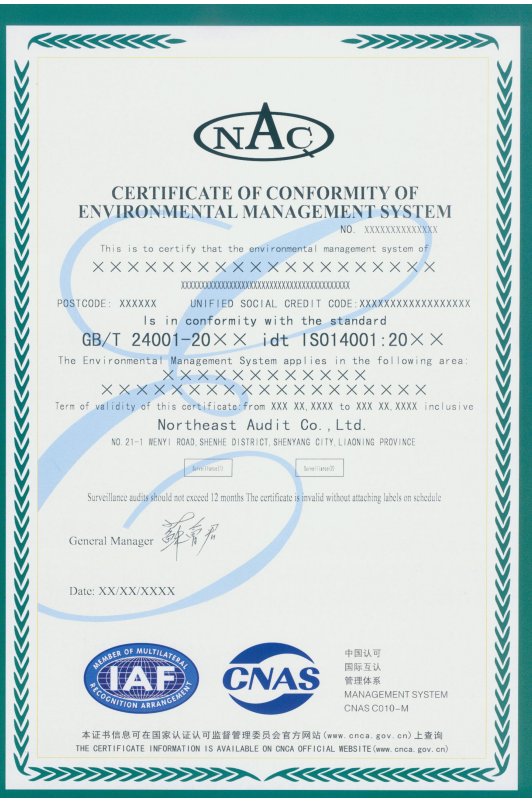 NAC
CERTIFICATE OF CONFORMITY OF
ENVIRONMENTAL MANAGEMENT SYSTEM
NO. XXXXXXXXXXXXX
This is to certify that the environmental management system of
××××××××××××××××××××
XXXXXXXXXXXXXXXXXXXXXXXXXXXXXXXXXXXXXXXXXX
POSTCODE: XXXXXX UNIFIED SOCIAL CREDIT CODE:XXXXXXXXXXXXXXXXXX
Is in conformity with the standard
GB/T 24001-20×× idt ISO14001:20××
The Environmental Management System applies in the following area:
××××××××××××
×××××××××××××××××××
Term of validity of this certificate:from XXX XX,XXXX to XXX XX,XXXX inclusive
Northeast Audit Co.,Ltd.
NO.21-1 WENYI ROAD,SHENHE DISTRICT,SHENYANG CITY,LIAONING PROVINCE
Surveillance(1) Surveillance(2)
Surveillance audits should not exceed 12 months The certificate is invalid without attaching labels on schedule
General Manager
Date: XX/XX/XXXX
MEMBER OF MULTILATERAL
IAF
RECOGNITION ARRANGEMENT
CNAS
中国认可
国际互认
管理体系
MANAGEMENT SYSTEM
CNAS C010-M
本证书信息可在国家认证认可监督管理委员会官方网站(www.cnca.gov.cn)上查询
THE CERTIFICATE INFORMATION IS AVAILABLE ON CNCA OFFICIAL WEBSITE(www.cnca.gov.cn)